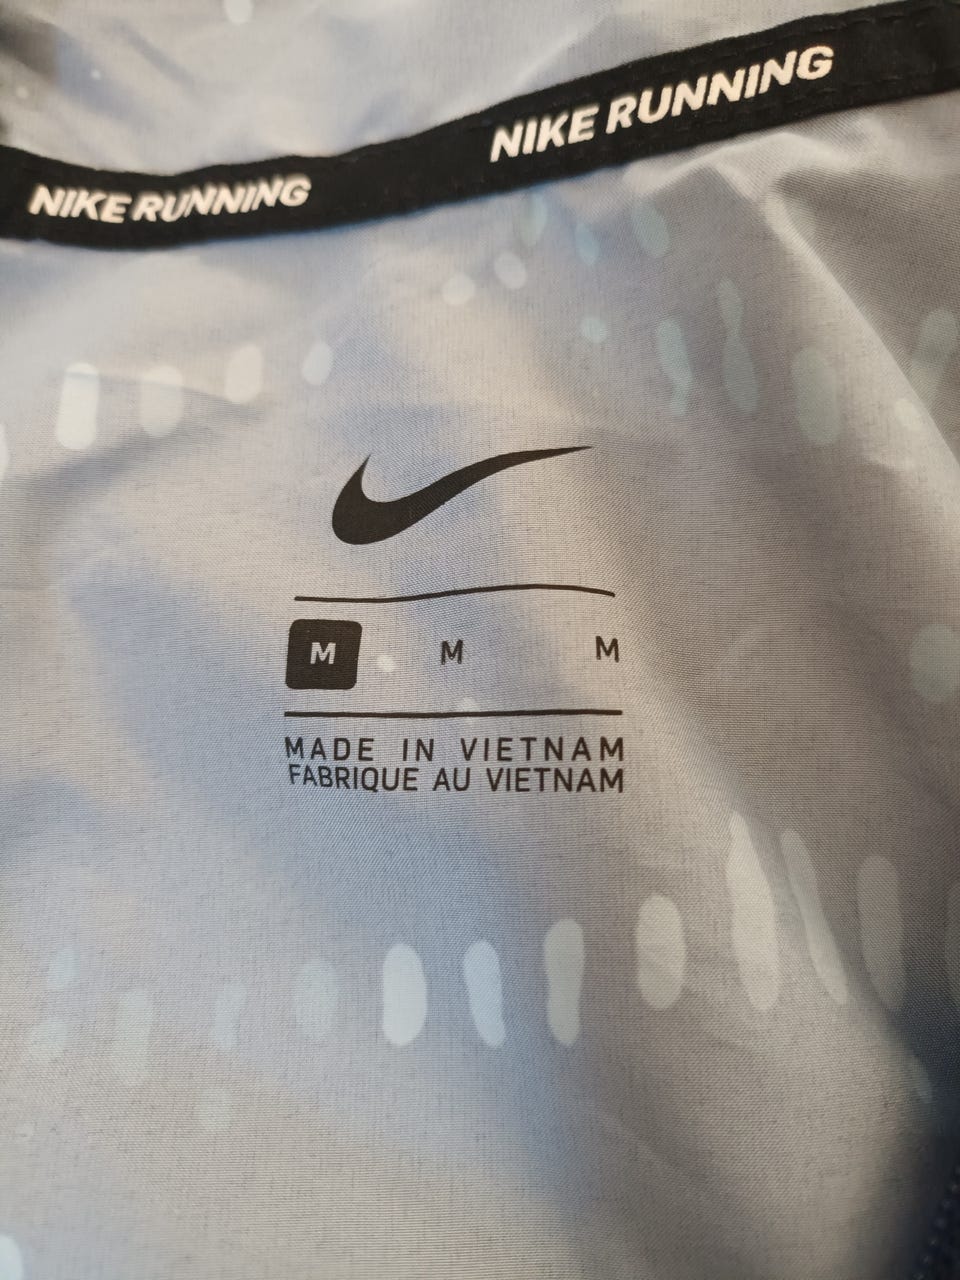 NIKE RUNNING
NIKE RUNNING
M M M
MADE IN VIETNAM
FABRIQUE AU VIETNAM